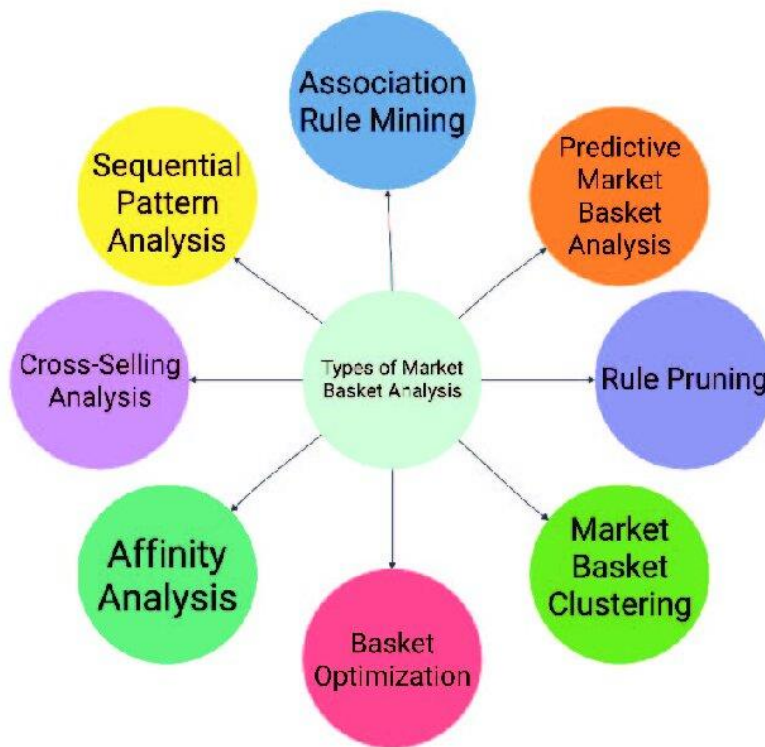 Association
Rule Mining
Predictive
Market
Basket
Analysis
Sequential
Pattern
Analysis
Cross-Selling
Analysis
Types of Market
Basket Analysis
Rule Pruning
Affinity
Analysis
Market
Basket
Clustering
Basket
Optimization